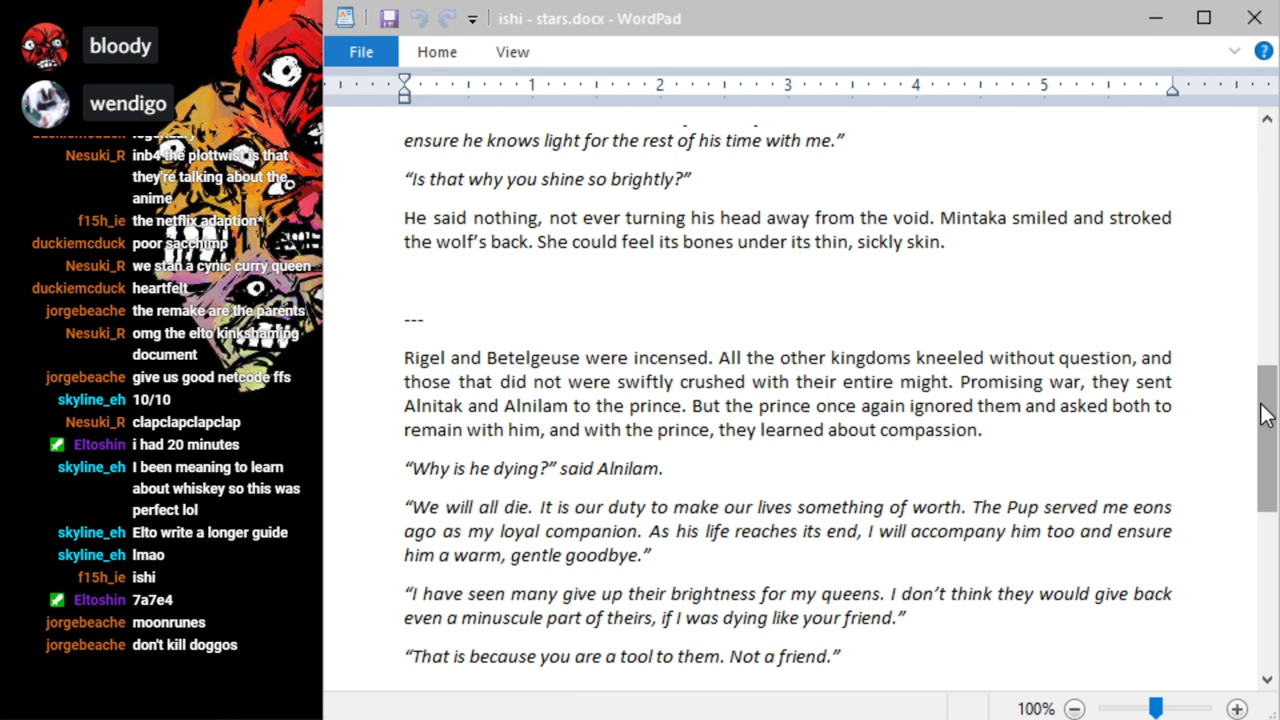 bloody
wendigo
Nesuki_R inb4 the plottwist is that
they're talking about the
anime
f15h_ie the netflix adaption*
duckiemcduck poor sacchimp
Nesuki_R we stan a cynic curry queen
duckiemcduck heartfelt
jorgebeache the remake are the parents
Nesuki_R omg the elto kinkshaming
document
jorgebeache give us good netcode ffs
skyline_eh 10/10
Nesuki_R clapclapclapclap
Eltoshin i had 20 minutes
skyline_eh I been meaning to learn
about whiskey so this was
perfect lol
skyline_eh Elto write a longer guide
skyline_eh lmao
f15h_ie ishi
Eltoshin 7a7e4
jorgebeache moonrunes
jorgebeache don't kill doggos
ishi - stars.docx - WordPad
File Home View
1 2 3 4 5
ensure he knows light for the rest of his time with me.”
“Is that why you shine so brightly?”
He said nothing, not ever turning his head away from the void. Mintaka smiled and stroked
the wolf’s back. She could feel its bones under its thin, sickly skin.
---
Rigel and Betelgeuse were incensed. All the other kingdoms kneeled without question, and
those that did not were swiftly crushed with their entire might. Promising war, they sent
Alnitak and Alnilam to the prince. But the prince once again ignored them and asked both to
remain with him, and with the prince, they learned about compassion.
“Why is he dying?” said Alnilam.
“We will all die. It is our duty to make our lives something of worth. The Pup served me eons
ago as my loyal companion. As his life reaches its end, I will accompany him too and ensure
him a warm, gentle goodbye.”
“I have seen many give up their brightness for my queens. I don’t think they would give back
even a minuscule part of theirs, if I was dying like your friend.”
“That is because you are a tool to them. Not a friend.”
100%